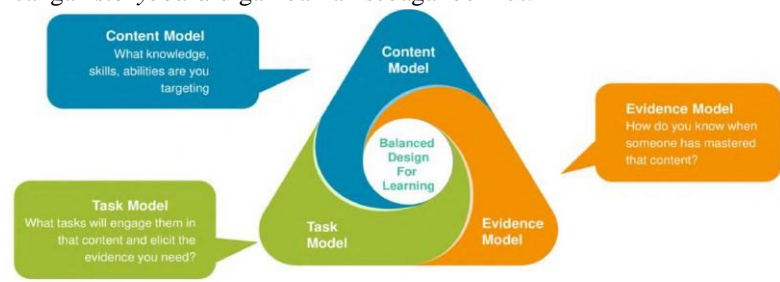 Content Model
What knowledge,
skills, abilities are you
targeting
Content
Model
Evidence Model
How do you know when
someone has mastered
that content?
Balanced
Design
For
Learning
Task Model
What tasks will engage them in
that content and elicit the
evidence you need?
Task
Model
Evidence
Model